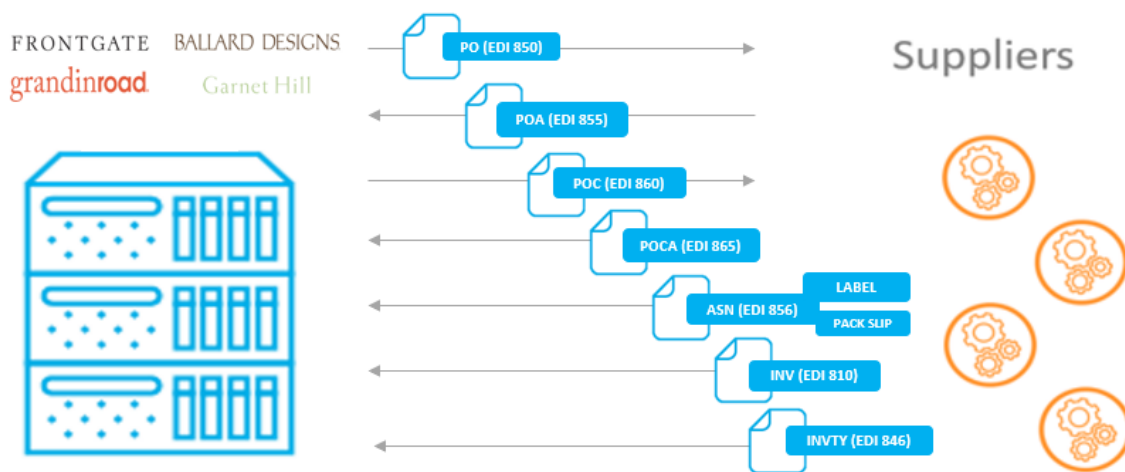 FRONTGATE
BALLARD DESIGNS
grandinroad
Garnet Hill
Suppliers
PO (EDI 850)
POA (EDI 855)
POC (EDI 860)
POCA (EDI 865)
ASN (EDI 856)
LABEL
PACK SLIP
INV (EDI 810)
INVTY (EDI 846)